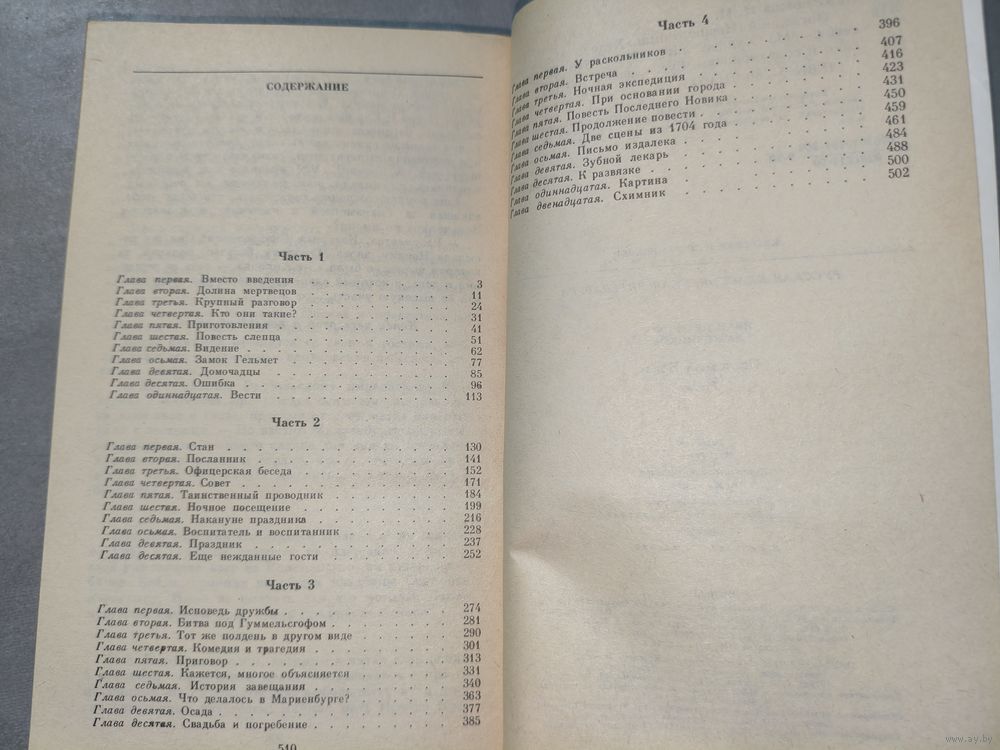 СОДЕРЖАНИЕ
Часть 1
Глава первая. Вместо введения . . . . . . . . . . 3
Глава вторая. Долина мертвецов . . . . . . . . . . 11
Глава третья. Крупный разговор . . . . . . . . . . 24
Глава четвертая. Кто они такие? . . . . . . . . . . 31
Глава пятая. Приготовления . . . . . . . . . . 41
Глава шестая. Повесть слепца . . . . . . . . . . 51
Глава седьмая. Видение . . . . . . . . . . 62
Глава осьмая. Замок Гельмет . . . . . . . . . . 77
Глава девятая. Домочадцы . . . . . . . . . . 85
Глава десятая. Ошибка . . . . . . . . . . 96
Глава одиннадцатая. Вести . . . . . . . . . . 113
Часть 2
Глава первая. Стан . . . . . . . . . . 130
Глава вторая. Посланник . . . . . . . . . . 141
Глава третья. Офицерская беседа . . . . . . . . . . 152
Глава четвертая. Совет . . . . . . . . . . 171
Глава пятая. Таинственный проводник . . . . . . . . . . 184
Глава шестая. Ночное посещение . . . . . . . . . . 199
Глава седьмая. Накануне праздника . . . . . . . . . . 216
Глава осьмая. Воспитатель и воспитанник . . . . . . . . . . 228
Глава девятая. Праздник . . . . . . . . . . 237
Глава десятая. Еще нежданные гости . . . . . . . . . . 252
Часть 3
Глава первая. Исповедь дружбы . . . . . . . . . . 274
Глава вторая. Битва под Гуммельсгофом . . . . . . . . . . 281
Глава третья. Тот же полдень в другом виде . . . . . . . . . . 290
Глава четвертая. Комедия и трагедия . . . . . . . . . . 301
Глава пятая. Приговор . . . . . . . . . . 313
Глава шестая. Кажется, многое объясняется . . . . . . . . . . 331
Глава седьмая. История завещания . . . . . . . . . . 340
Глава осьмая. Что делалось в Мариенбурге? . . . . . . . . . . 363
Глава девятая. Осада . . . . . . . . . . 377
Глава десятая. Свадьба и погребение . . . . . . . . . . 385
510
Часть 4
Глава первая. У раскольников . . . . . . . . . . 396
Глава вторая. Встреча . . . . . . . . . . 407
Глава третья. Ночная экспедиция . . . . . . . . . . 416
Глава четвертая. При основании города . . . . . . . . . . 423
Глава пятая. Повесть Последнего Новика . . . . . . . . . . 431
Глава шестая. Продолжение повести . . . . . . . . . . 450
Глава седьмая. Две сцены из 1704 года . . . . . . . . . . 459
Глава осьмая. Письмо издалека . . . . . . . . . . 461
Глава девятая. Зубной лекарь . . . . . . . . . . 484
Глава десятая. К развязке . . . . . . . . . . 488
Глава одиннадцатая. Картина . . . . . . . . . . 500
Глава двенадцатая. Схимник . . . . . . . . . . 502
www.ay.by